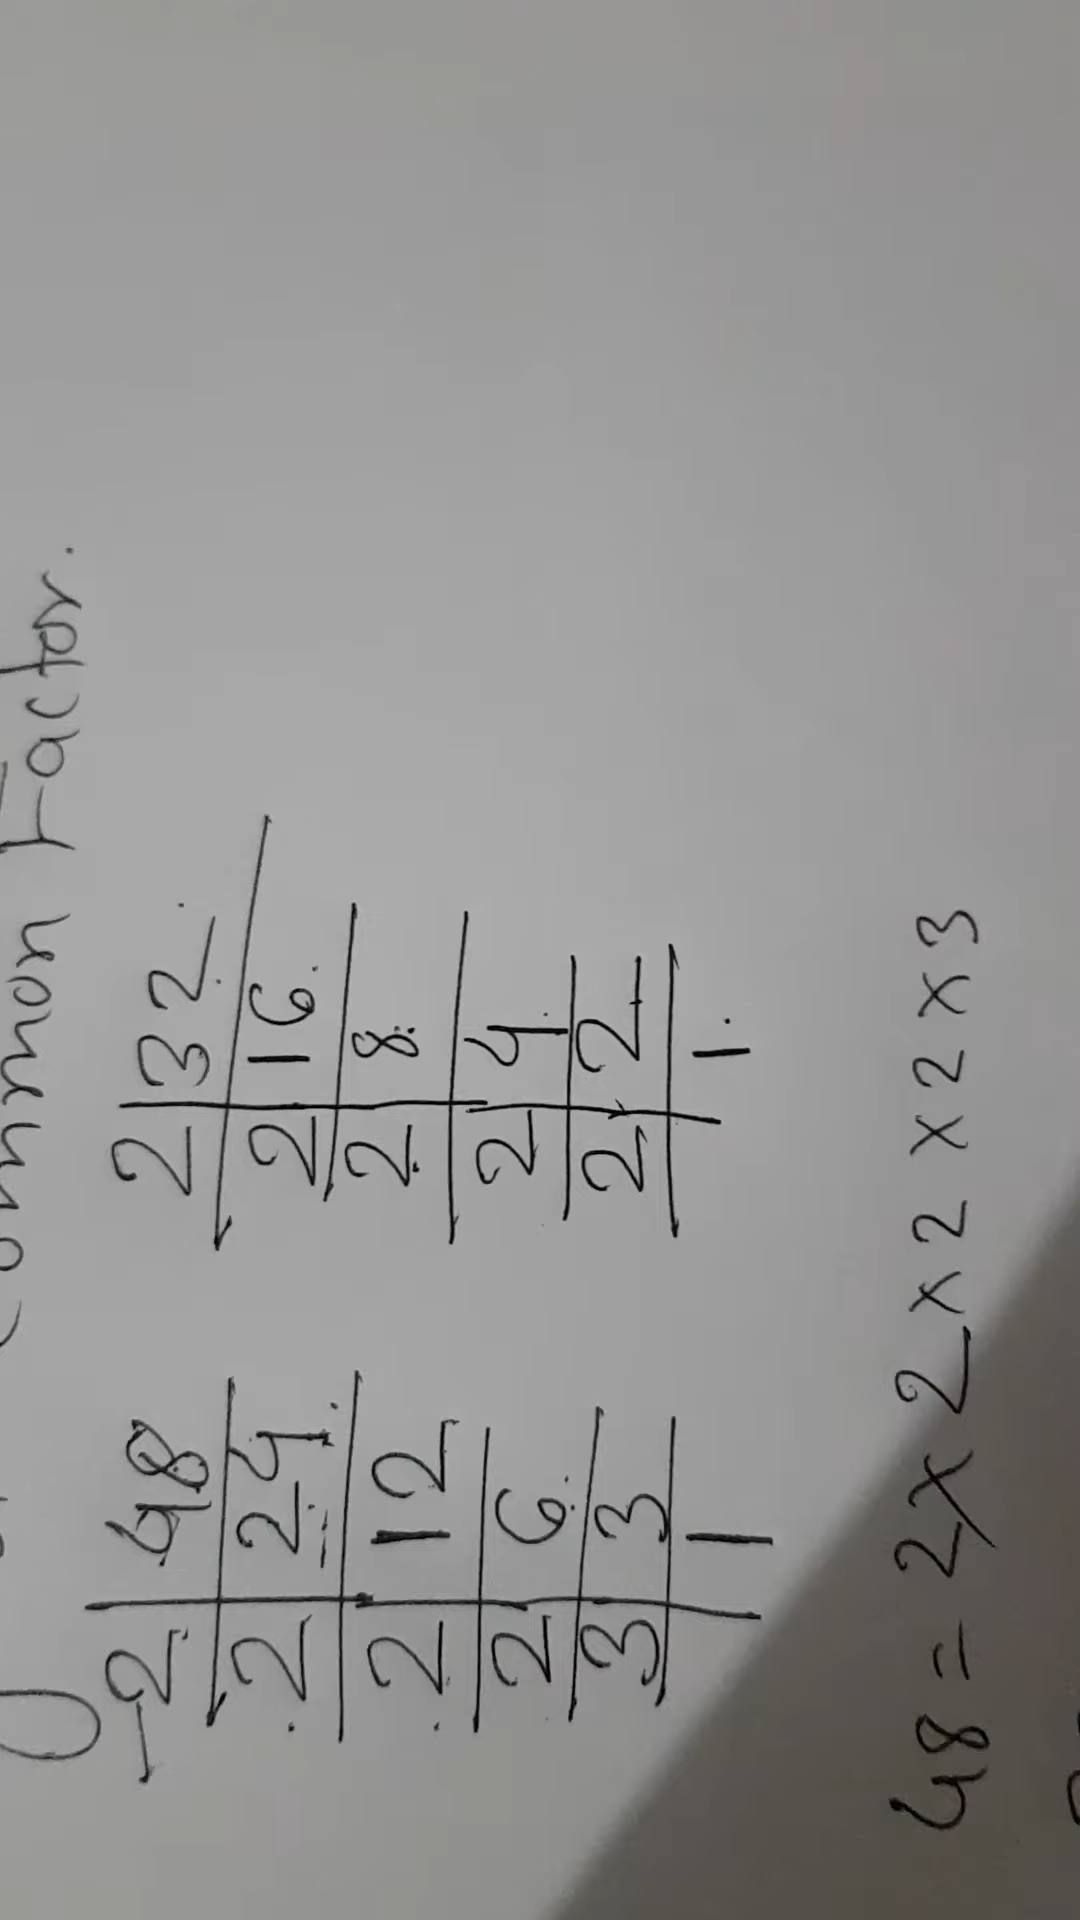 Common Factor.
2 48 2 32
2 24 2 16
2 12 2 8
2 6 2 4
3 3 2 2
1 1
48 = 2 x 2 x 2 x 2 x 3